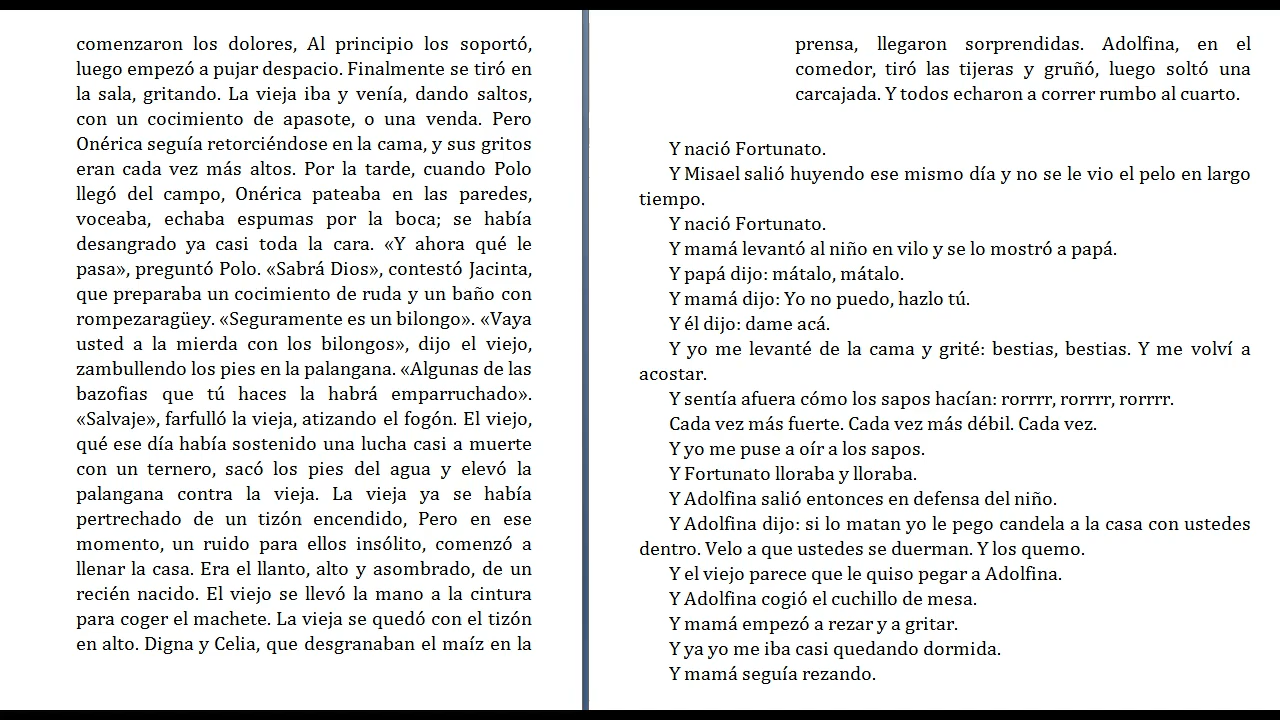 comenzaron los dolores, Al principio los soportó,
luego empezó a pujar despacio. Finalmente se tiró en
la sala, gritando. La vieja iba y venía, dando saltos,
con un cocimiento de apasote, o una venda. Pero
Onérica seguía retorciéndose en la cama, y sus gritos
eran cada vez más altos. Por la tarde, cuando Polo
llegó del campo, Onérica pateaba en las paredes,
voceaba, echaba espumas por la boca; se había
desangrado ya casi toda la cara. «Y ahora qué le
pasa», preguntó Polo. «Sabrá Dios», contestó Jacinta,
que preparaba un cocimiento de ruda y un baño con
rompezaragüey. «Seguramente es un bilongo». «Vaya
usted a la mierda con los bilongos», dijo el viejo,
zambullendo los pies en la palangana. «Algunas de las
bazofias que tú haces la habrá emparruchado».
«Salvaje», farfulló la vieja, atizando el fogón. El viejo,
qué ese día había sostenido una lucha casi a muerte
con un ternero, sacó los pies del agua y elevó la
palangana contra la vieja. La vieja ya se había
pertrechado de un tizón encendido, Pero en ese
momento, un ruido para ellos insólito, comenzó a
llenar la casa. Era el llanto, alto y asombrado, de un
recién nacido. El viejo se llevó la mano a la cintura
para coger el machete. La vieja se quedó con el tizón
en alto. Digna y Celia, que desgranaban el maíz en la
prensa, llegaron sorprendidas. Adolfina, en el
comedor, tiró las tijeras y gruñó, luego soltó una
carcajada. Y todos echaron a correr rumbo al cuarto.
Y nació Fortunato.
Y Misael salió huyendo ese mismo día y no se le vio el pelo en largo
tiempo.
Y nació Fortunato.
Y mamá levantó al niño en vilo y se lo mostró a papá.
Y papá dijo: mátalo, mátalo.
Y mamá dijo: Yo no puedo, hazlo tú.
Y él dijo: dame acá.
Y yo me levanté de la cama y grité: bestias, bestias. Y me volví a
acostar.
Y sentía afuera cómo los sapos hacían: rorrrr, rorrrr, rorrrr.
Cada vez más fuerte. Cada vez más débil. Cada vez.
Y yo me puse a oír a los sapos.
Y Fortunato lloraba y lloraba.
Y Adolfina salió entonces en defensa del niño.
Y Adolfina dijo: si lo matan yo le pego candela a la casa con ustedes
dentro. Velo a que ustedes se duerman. Y los quemo.
Y el viejo parece que le quiso pegar a Adolfina.
Y Adolfina cogió el cuchillo de mesa.
Y mamá empezó a rezar y a gritar.
Y ya yo me iba casi quedando dormida.
Y mamá seguía rezando.